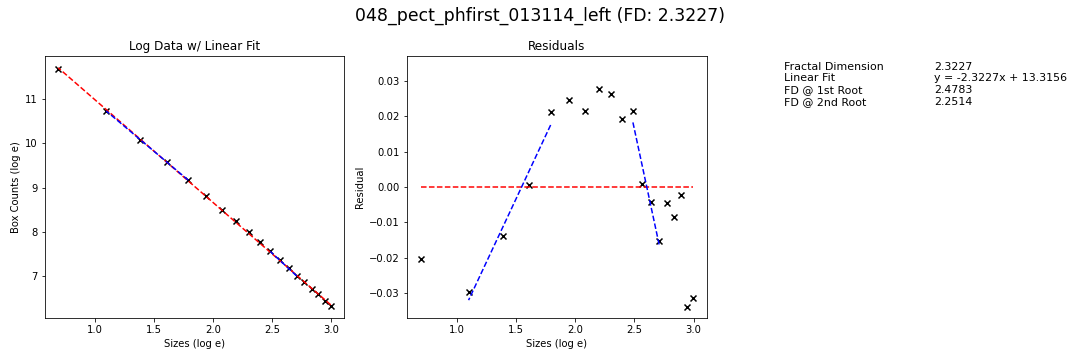 048_pect_phfirst_013114_left (FD: 2.3227)
Log Data w/ Linear Fit
Box Counts (log e)
11
10
9
8
7
1.0 1.5 2.0 2.5 3.0
Sizes (log e)
Residuals
Residual
0.03
0.02
0.01
0.00
−0.01
−0.02
−0.03
1.0 1.5 2.0 2.5 3.0
Sizes (log e)
Fractal Dimension 2.3227
Linear Fit y = -2.3227x + 13.3156
FD @ 1st Root 2.4783
FD @ 2nd Root 2.2514